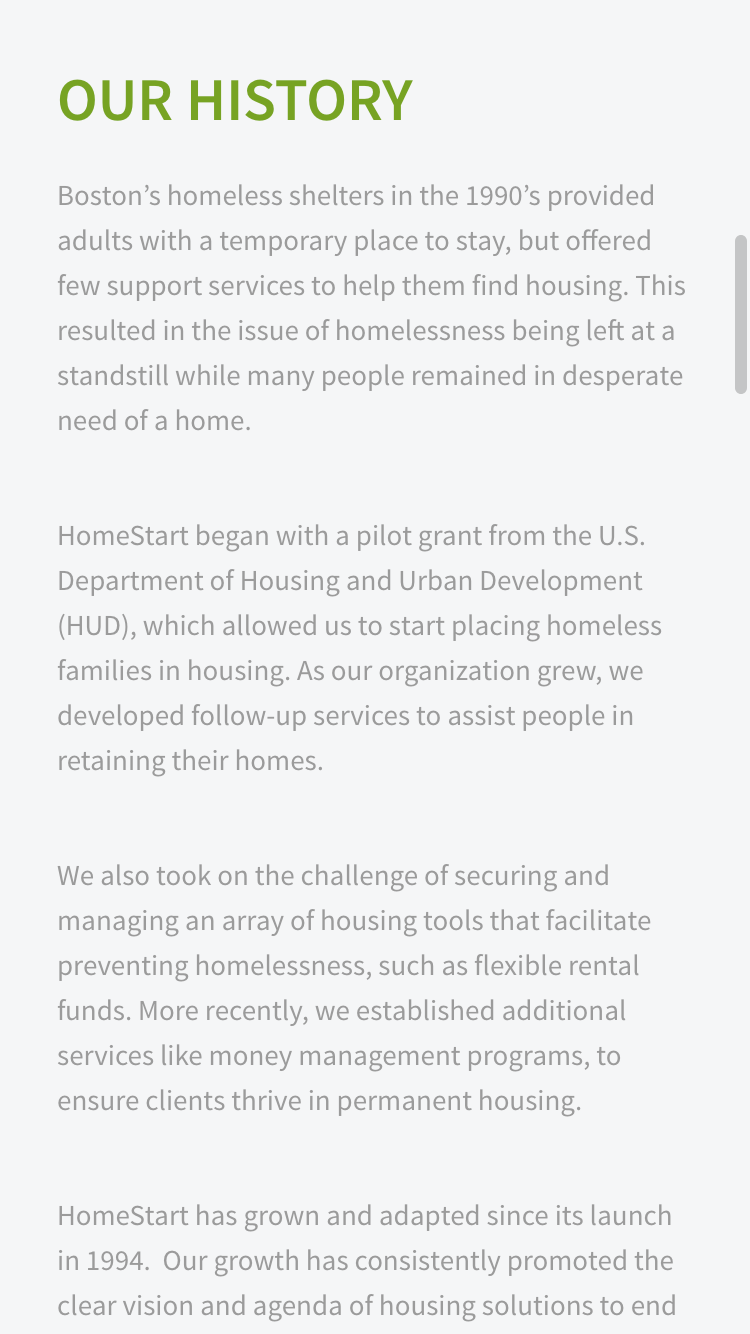 OUR HISTORY
Boston’s homeless shelters in the 1990’s provided
adults with a temporary place to stay, but offered
few support services to help them find housing. This
resulted in the issue of homelessness being left at a
standstill while many people remained in desperate
need of a home.
HomeStart began with a pilot grant from the U.S.
Department of Housing and Urban Development
(HUD), which allowed us to start placing homeless
families in housing. As our organization grew, we
developed follow-up services to assist people in
retaining their homes.
We also took on the challenge of securing and
managing an array of housing tools that facilitate
preventing homelessness, such as flexible rental
funds. More recently, we established additional
services like money management programs, to
ensure clients thrive in permanent housing.
HomeStart has grown and adapted since its launch
in 1994.  Our growth has consistently promoted the
clear vision and agenda of housing solutions to end